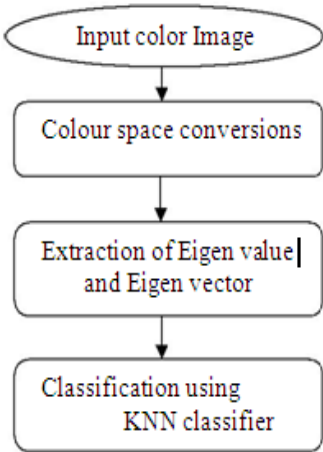 Input color Image
Colour space conversions
Extraction of Eigen value
and Eigen vector
Classification using
KNN classifier